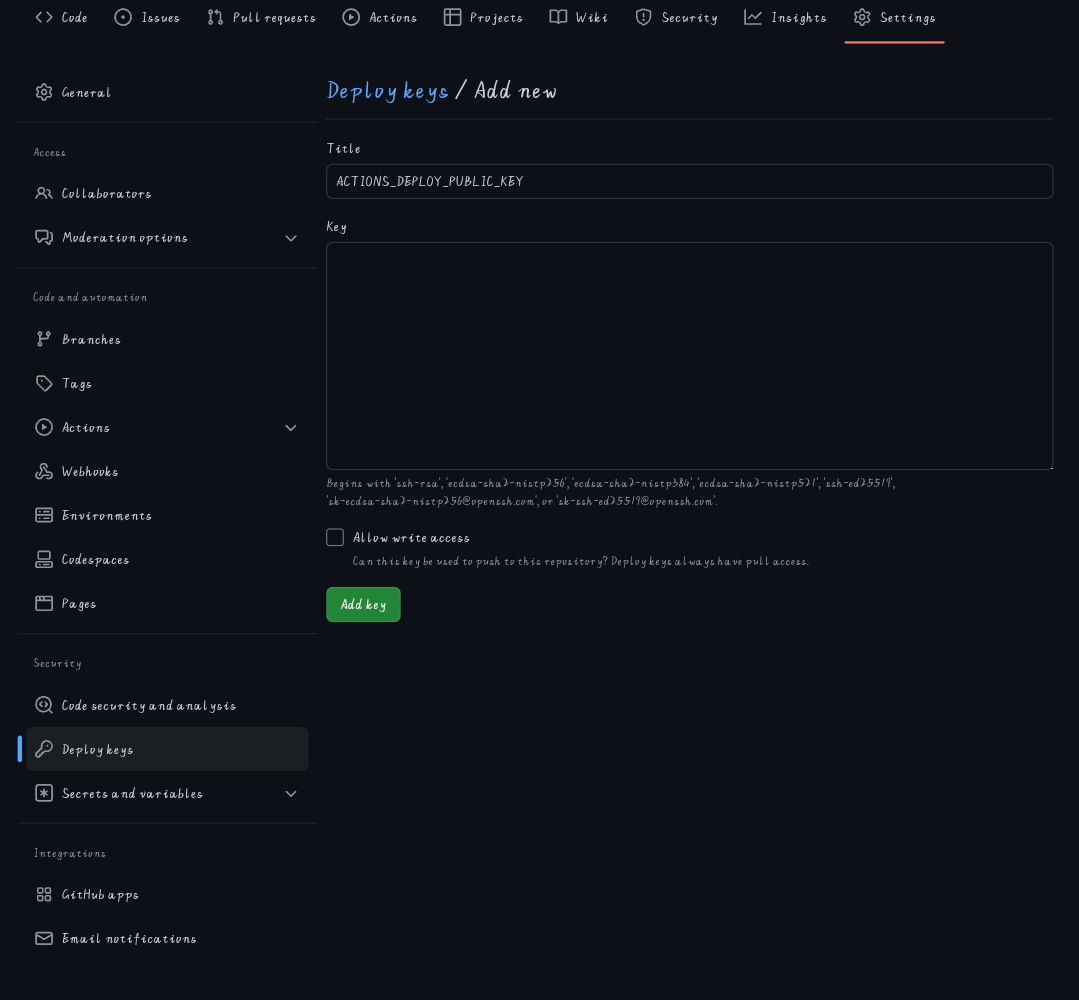 Code Issues Pull requests Actions Projects Wiki Security Insights Settings
General
Access
Collaborators
Moderation options
Code and automation
Branches
Tags
Actions
Webhooks
Environments
Codespaces
Pages
Security
Code security and analysis
Deploy keys
Secrets and variables
Integrations
GitHub apps
Email notifications
Deploy keys / Add new
Title
ACTIONS_DEPLOY_PUBLIC_KEY
Key
Begins with 'ssh-rsa', 'ecdsa-sha2-nistp256', 'ecdsa-sha2-nistp384', 'ecdsa-sha2-nistp521', 'ssh-ed25519',
'sk-ecdsa-sha2-nistp256@openssh.com', or 'sk-ssh-ed25519@openssh.com'.
Allow write access
Can this key be used to push to this repository? Deploy keys always have pull access.
Add key